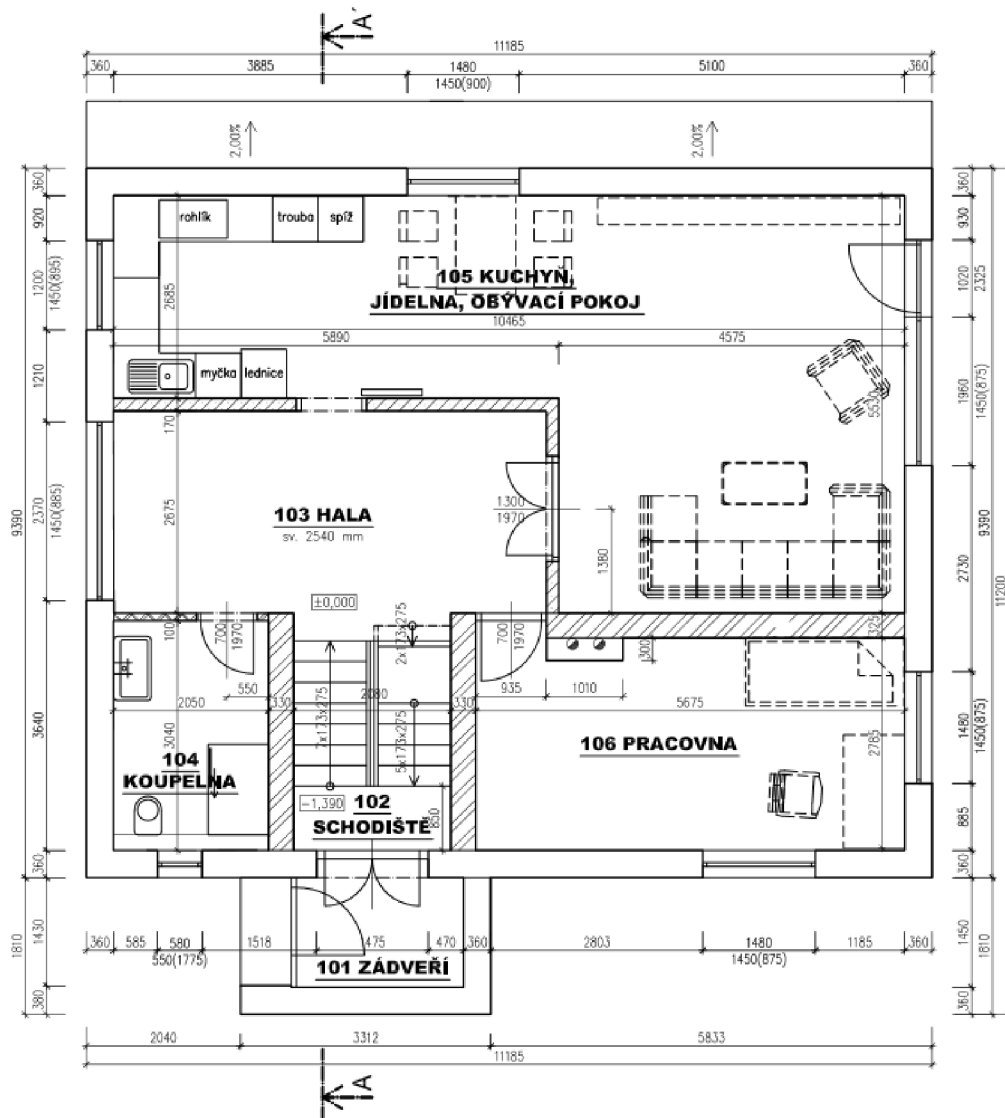 A'
11185
360 3885 1480 5100 360
1450(900)
2,00% 2,00%
360 360
920 930
rohlík trouba spíž
1200 1450(895) 2685
1020 2325
105 KUCHYŇ,
JÍDELNA, OBÝVACÍ POKOJ
10465
5890 4575
1210
myčka lednice
1960 1450(875)
5530
170
9390 2370 1450(885) 2675
103 HALA
sv. 2540 mm
1300
1970
1380
2730 9390 11200
±0,000
100 700 1970
2x173x275
700 1970
300
325
550
2050 330 2080 330
935 1010 5675
3640 3040
7x173x275 5x173x275
2785
1480 1450(875)
104
KOUPELNA
106 PRACOVNA
-1,390
102
SCHODIŠTĚ
850
885
360 360
1810 1430 1450 1810
360 585 580 1518 475 470 360 2803 1480 1185 360
550(1775) 1450(875)
101 ZÁDVEŘÍ
380 360
2040 3312 5833
11185
A